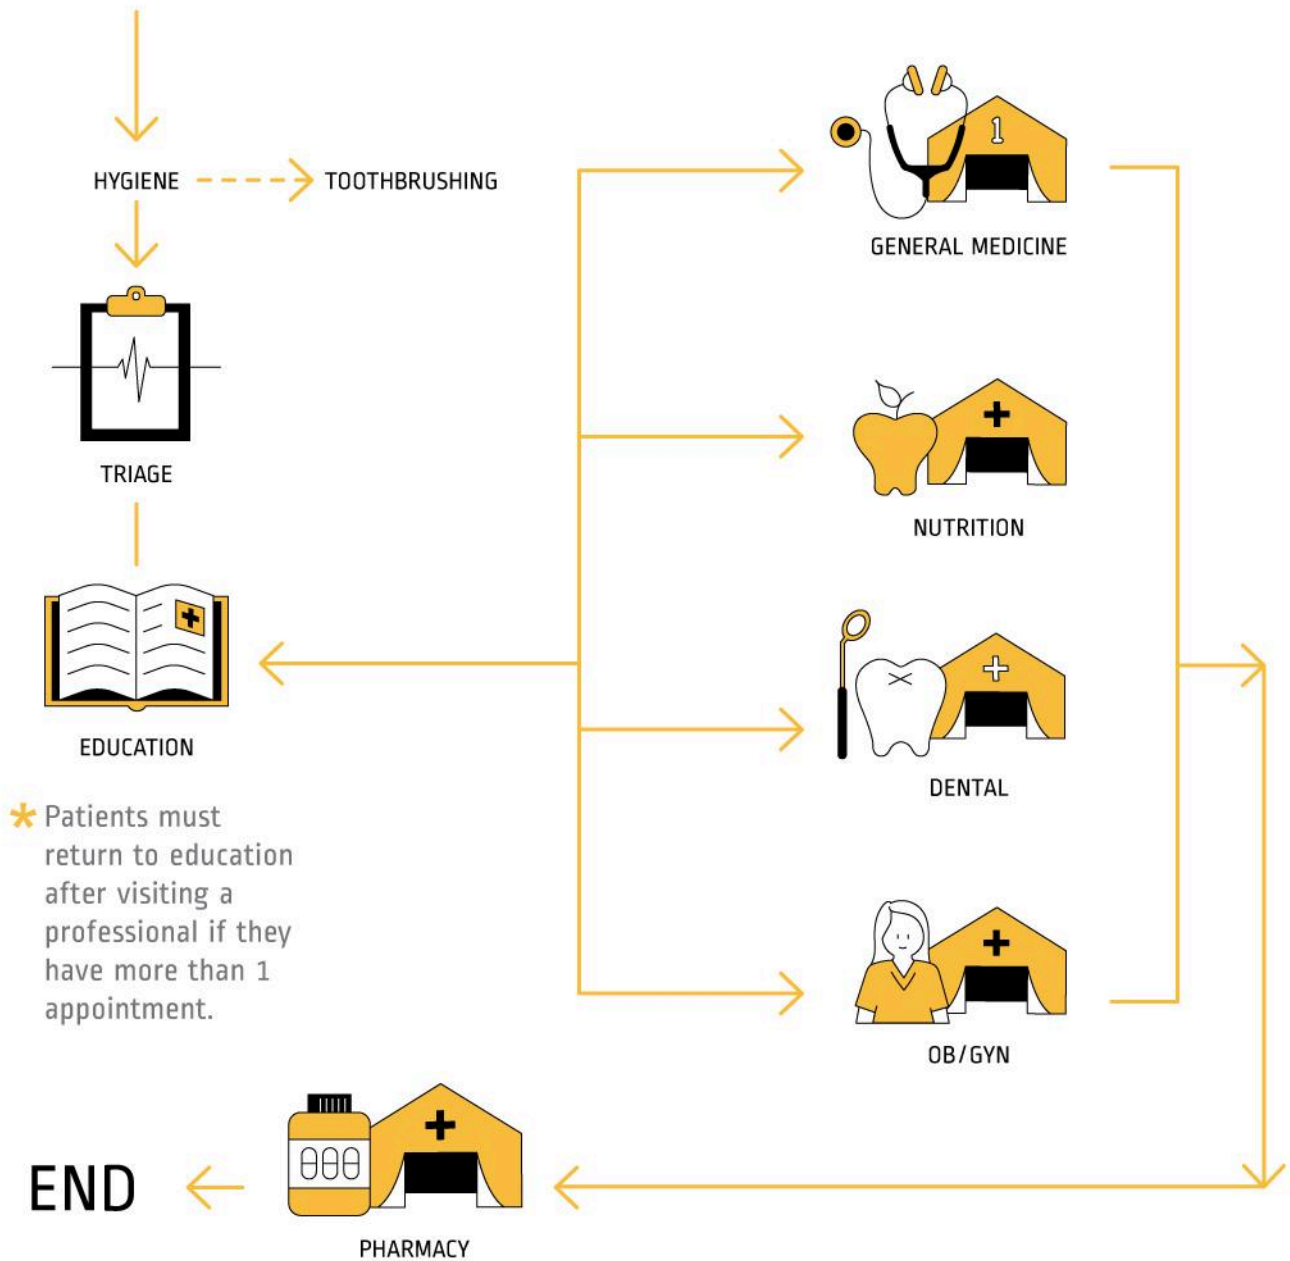 HYGIENE
TOOTHBRUSHING
1
GENERAL MEDICINE
TRIAGE
NUTRITION
EDUCATION
DENTAL
* Patients must
return to education
after visiting a
professional if they
have more than 1
appointment.
OB/GYN
END
PHARMACY